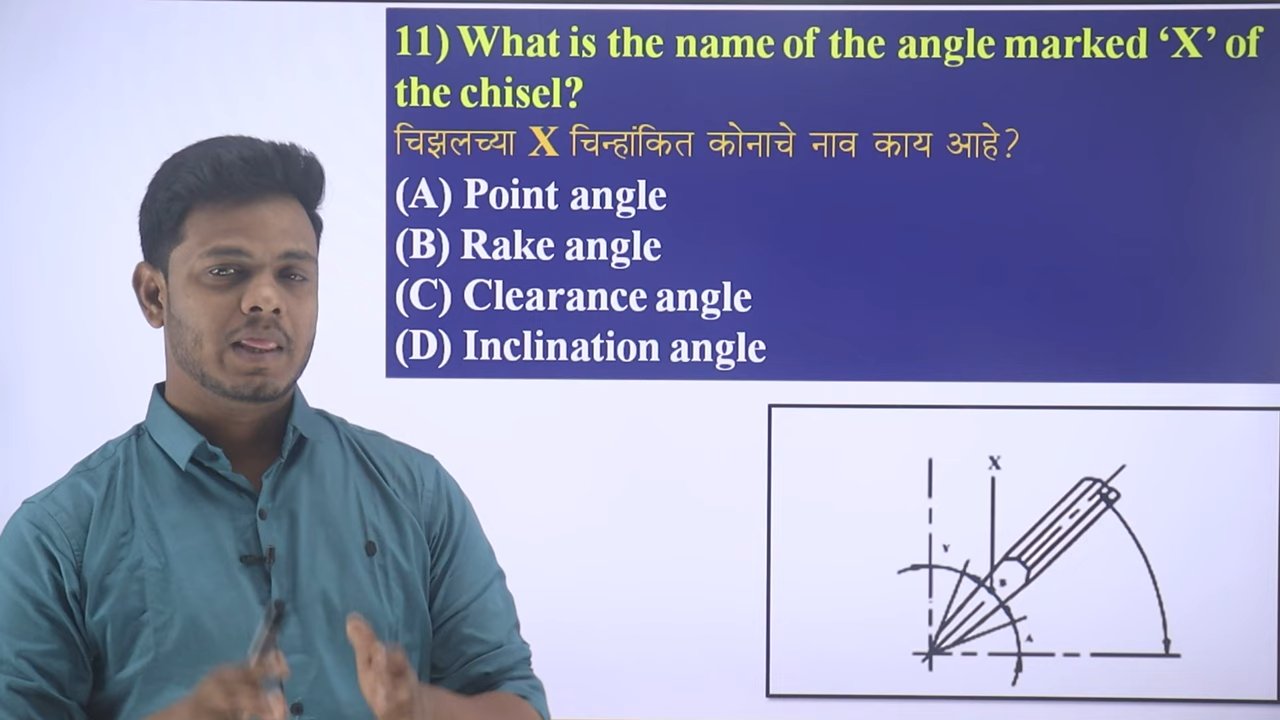 11) What is the name of the angle marked ‘X’ of
the chisel?
चिझलच्या X चिन्हांकित कोनाचे नाव काय आहे?
(A) Point angle
(B) Rake angle
(C) Clearance angle
(D) Inclination angle
X